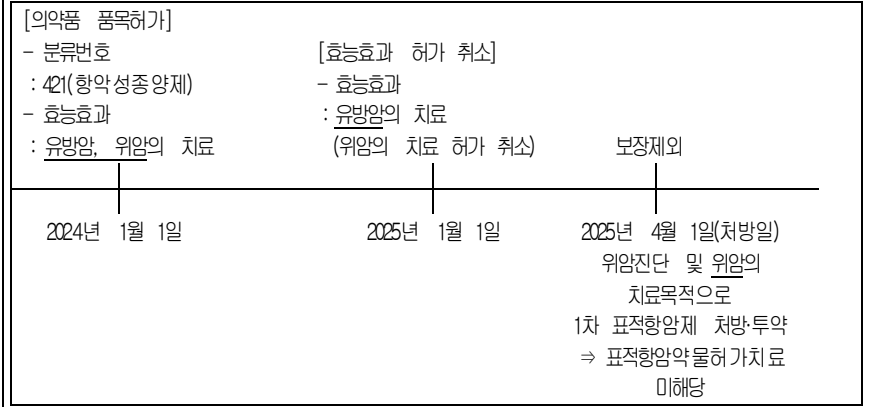 [의약품 품목허가]
- 분류번호
: 421(항악성종양제)
- 효능효과
: 유방암, 위암의 치료
[효능효과 허가 취소]
- 효능효과
: 유방암의 치료
(위암의 치료 허가 취소)
보장제외
2024년 1월 1일
2025년 1월 1일
2025년 4월 1일(처방일)
위암진단 및 위암의
치료목적으로
1차 표적항암제 처방·투약
⇒ 표적항암약물허가치료
미해당